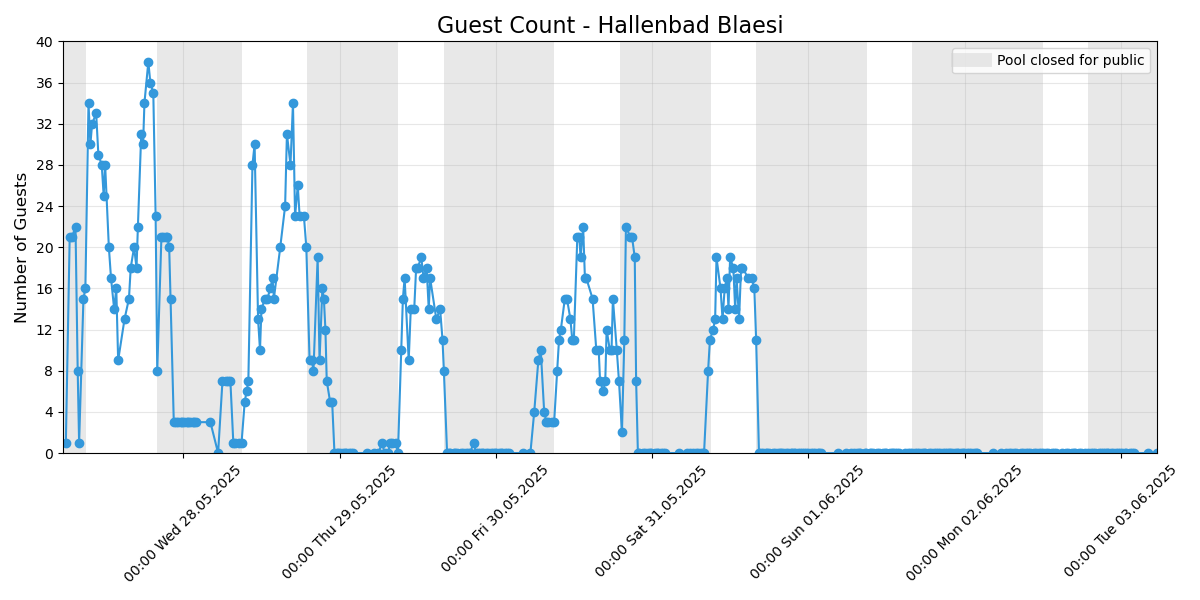 Guest Count - Hallenbad Blaesi
Pool closed for public
Number of Guests
40
36
32
28
24
20
16
12
8
4
0
00:00 Wed 28.05.2025
00:00 Thu 29.05.2025
00:00 Fri 30.05.2025
00:00 Sat 31.05.2025
00:00 Sun 01.06.2025
00:00 Mon 02.06.2025
00:00 Tue 03.06.2025